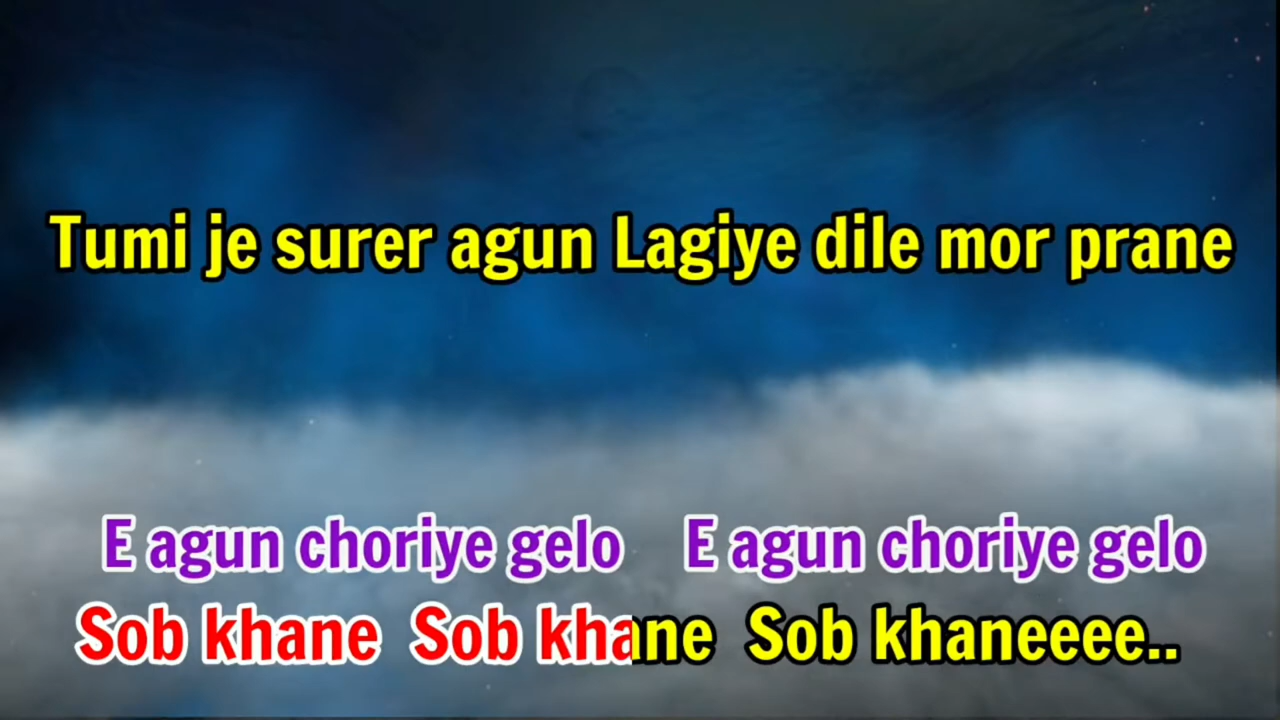 Tumi je surer agun Lagiye dile mor prane
E agun choriye gelo E agun choriye gelo
Sob khane Sob khane Sob khaneeee..